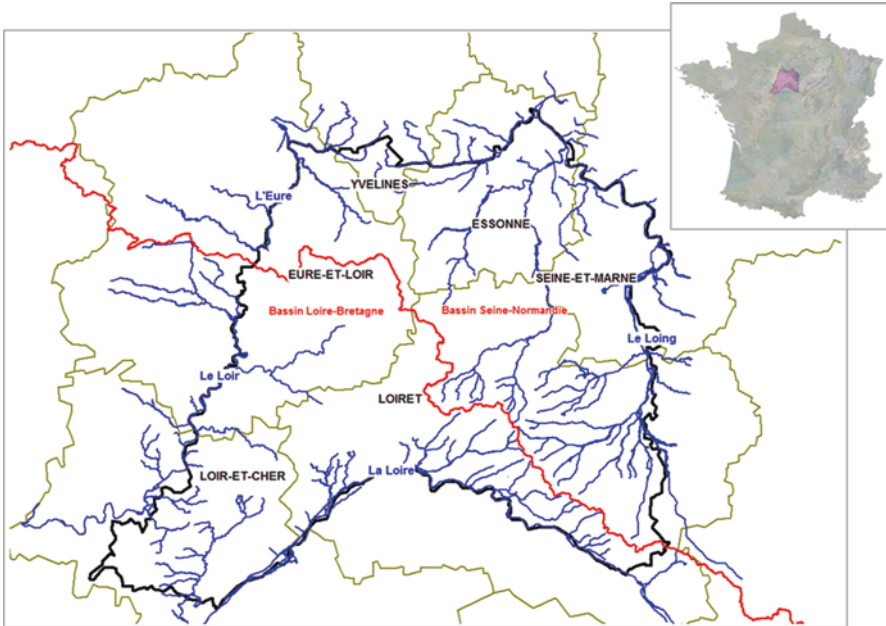 YVELINES
L'Eure
ESSONNE
EURE-ET-LOIR
SEINE-ET-MARNE
Bassin Loire-Bretagne
Bassin Seine-Normandie
Le Loing
Le Loir
LOIRET
La Loire
LOIR-ET-CHER